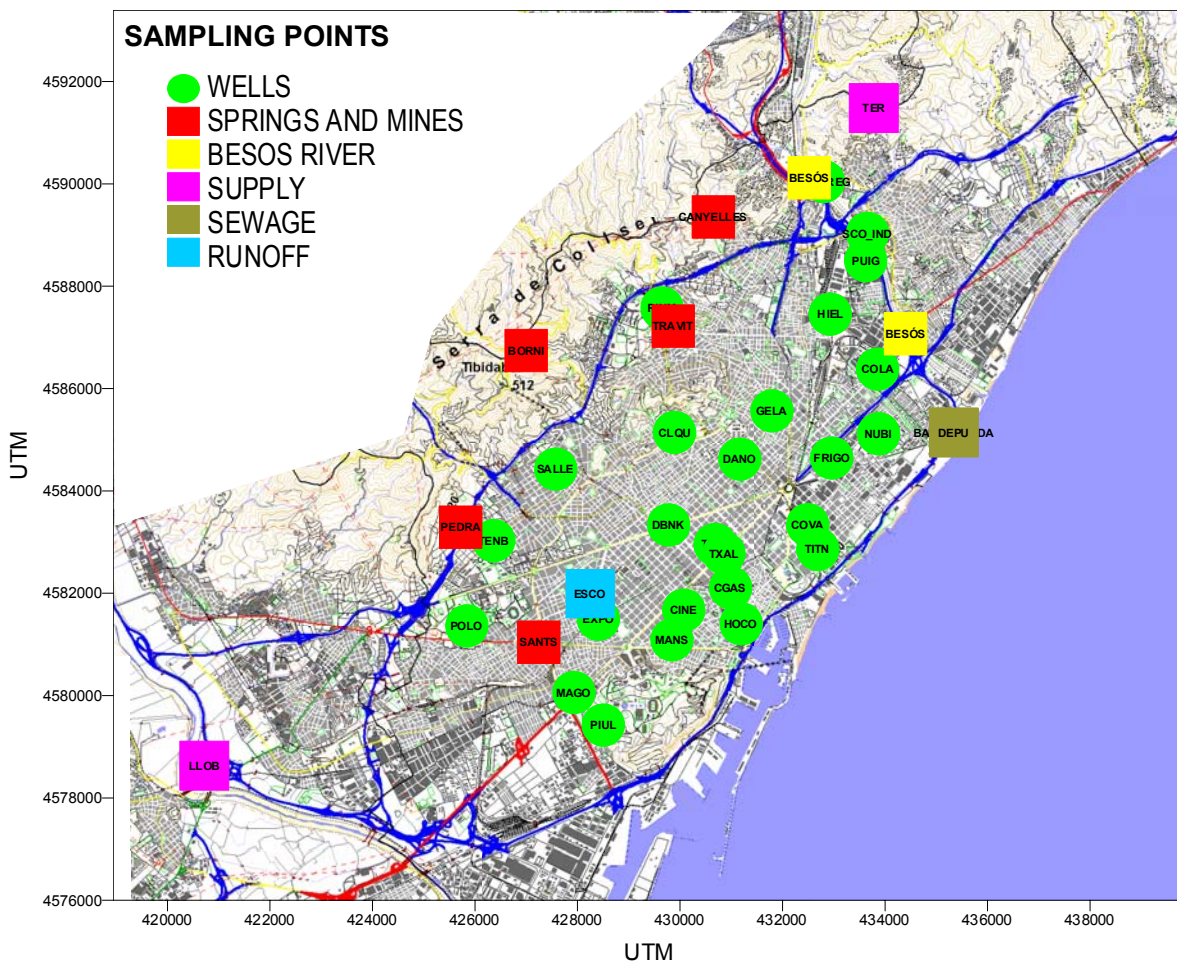 SAMPLING POINTS
WELLS
SPRINGS AND MINES
BESOS RIVER
SUPPLY
SEWAGE
RUNOFF
4592000
4590000
4588000
4586000
4584000
4582000
4580000
4578000
4576000
UTM
420000 422000 424000 426000 428000 430000 432000 434000 436000 438000
UTM
TER
BESÓS
CANYELLES
SCO_IND
PUIG
HIEL
TRAVIT
BESÓS
BORNI
Serra de Collser
512
COLA
GELA
CLQU
NUBI
DEPU
DANO
FRIGO
SALLE
DBNK
COVA
PEDRA
TITN
TXAL
CGAS
ESCO
CINE
HOCO
POLO
MANS
SANTS
MAGO
PIUL
LLOB